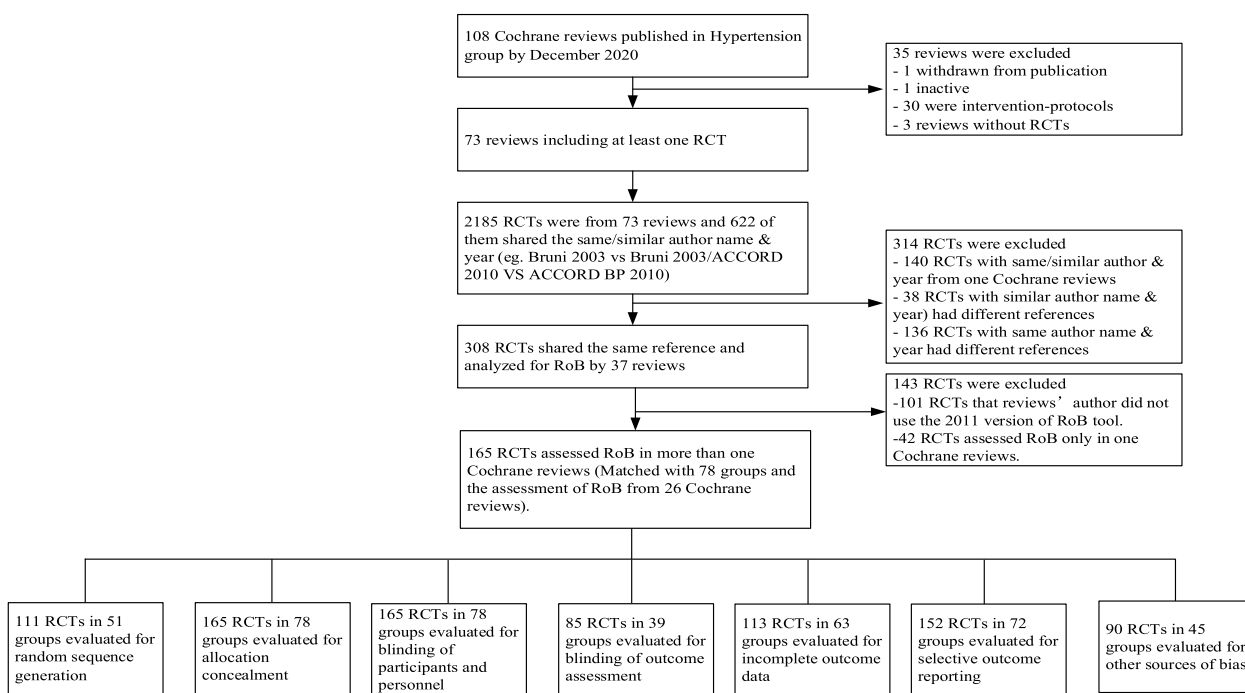 108 Cochrane reviews published in Hypertension
group by December 2020
35 reviews were excluded
- 1 withdrawn from publication
- 1 inactive
- 30 were intervention-protocols
- 3 reviews without RCTs
73 reviews including at least one RCT
2185 RCTs were from 73 reviews and 622 of
them shared the same/similar author name &
year (eg. Bruni 2003 vs Bruni 2003/ACCORD
2010 VS ACCORD BP 2010)
314 RCTs were excluded
- 140 RCTs with same/similar author &
year from one Cochrane reviews
- 38 RCTs with similar author name &
year) had different references
- 136 RCTs with same author name &
year had different references
308 RCTs shared the same reference and
analyzed for RoB by 37 reviews
143 RCTs were excluded
-101 RCTs that reviews’ author did not
use the 2011 version of RoB tool.
-42 RCTs assessed RoB only in one
Cochrane reviews.
165 RCTs assessed RoB in more than one
Cochrane reviews (Matched with 78 groups and
the assessment of RoB from 26 Cochrane
reviews).
111 RCTs in 51
groups evaluated for
random sequence
generation
165 RCTs in 78
groups evaluated for
allocation
concealment
165 RCTs in 78
groups evaluated for
blinding of
participants and
personnel
85 RCTs in 39
groups evaluated for
blinding of outcome
assessment
113 RCTs in 63
groups evaluated for
incomplete outcome
data
152 RCTs in 72
groups evaluated for
selective outcome
reporting
90 RCTs in 45
groups evaluated for
other sources of bias